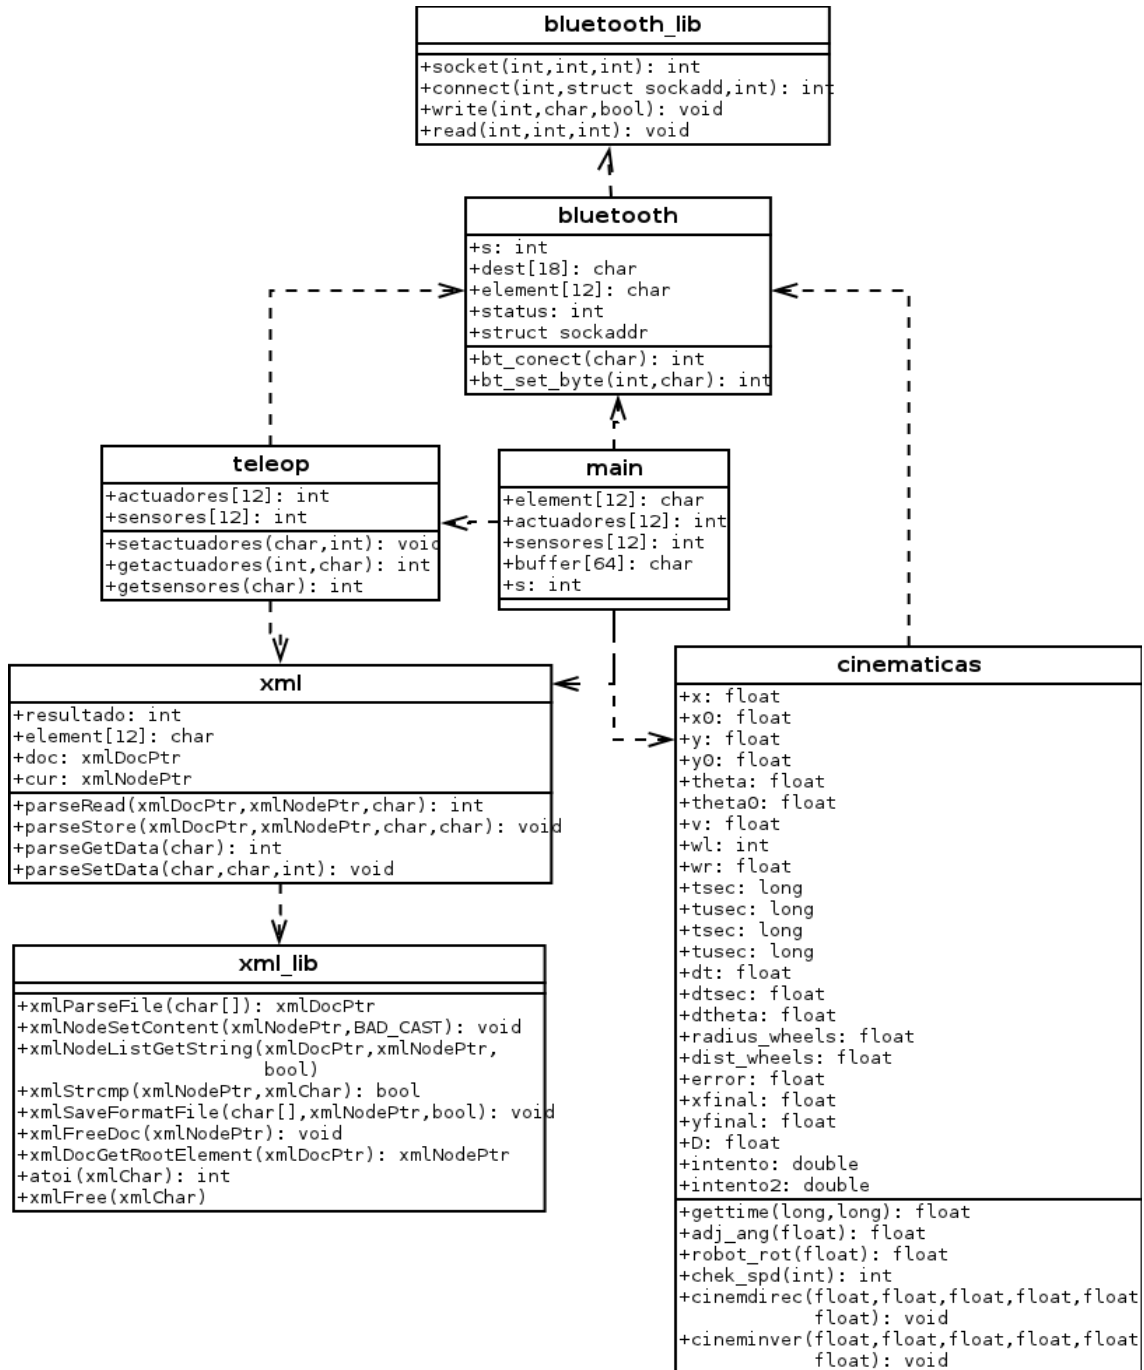 bluetooth_lib
+socket(int,int,int): int
+connect(int,struct sockadd,int): int
+write(int,char,bool): void
+read(int,int,int): void
bluetooth
+s: int
+dest[18]: char
+element[12]: char
+status: int
+struct sockaddr
+bt_conect(char): int
+bt_set_byte(int,char): int
teleop
+actuadores[12]: int
+sensores[12]: int
+setactuadores(char,int): void
+getactuadores(int,char): int
+getsensores(char): int
main
+element[12]: char
+actuadores[12]: int
+sensores[12]: int
+buffer[64]: char
+s: int
xml
+resultado: int
+element[12]: char
+doc: xmlDocPtr
+cur: xmlNodePtr
+parseRead(xmlDocPtr,xmlNodePtr,char): int
+parseStore(xmlDocPtr,xmlNodePtr,char,char): void
+parseGetData(char): int
+parseSetData(char,char,int): void
xml_lib
+xmlParseFile(char[]): xmlDocPtr
+xmlNodeSetContent(xmlNodePtr,BAD_CAST): void
+xmlNodeListGetString(xmlDocPtr,xmlNodePtr,
bool)
+xmlStrcmp(xmlNodePtr,xmlChar): bool
+xmlSaveFormatFile(char[],xmlNodePtr,bool): void
+xmlFreeDoc(xmlNodePtr): void
+xmlDocGetRootElement(xmlDocPtr): xmlNodePtr
+atoi(xmlChar): int
+xmlFree(xmlChar)
cinematicas
+x: float
+x0: float
+y: float
+y0: float
+theta: float
+theta0: float
+v: float
+wl: int
+wr: float
+tsec: long
+tusec: long
+tsec: long
+tusec: long
+dt: float
+dtsec: float
+dtheta: float
+radius_wheels: float
+dist_wheels: float
+error: float
+xfinal: float
+yfinal: float
+D: float
+intento: double
+intento2: double
+gettime(long,long): float
+adj_ang(float): float
+robot_rot(float): float
+chek_spd(int): int
+cinemdirec(float,float,float,float,float
float): void
+cineminver(float,float,float,float,float
float): void